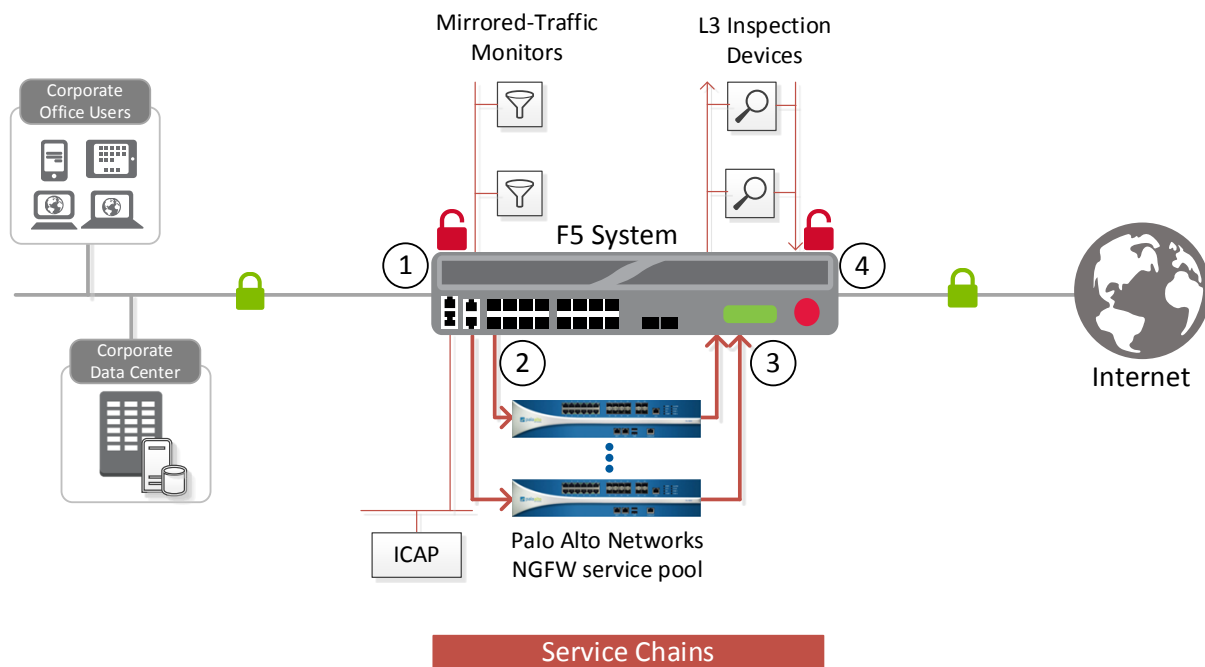 Mirrored-Traffic
Monitors
L3 Inspection
Devices
Corporate
Office Users
F5 System
1
4
2
3
Internet
Corporate
Data Center
ICAP
Palo Alto Networks
NGFW service pool
Service Chains